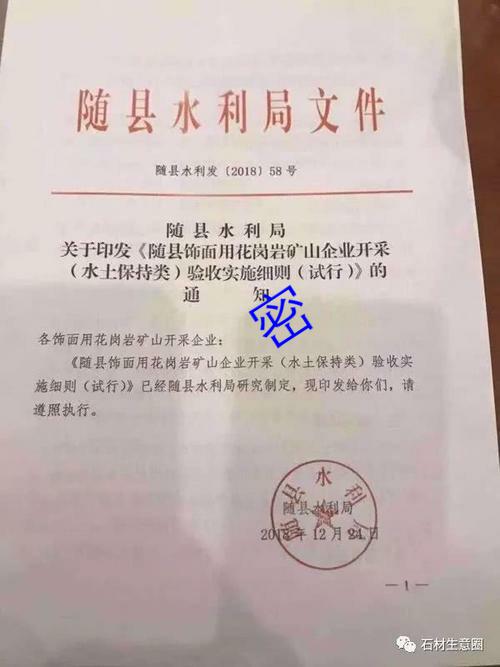 随县水利局文件
随县水利发〔2018〕58号
随县水利局
关于印发《随县饰面用花岗岩矿山企业开采
（水土保持类）验收实施细则（试行）》的
通知
密
各饰面用花岗岩矿山开采企业：
《随县饰面用花岗岩矿山企业开采（水土保持类）验收实
施细则（试行）》已经随县水利局研究制定，现印发给你们，请
遵照执行。
随县水利局
随县水利局
2018年12月24日
—1—
石材生意圈